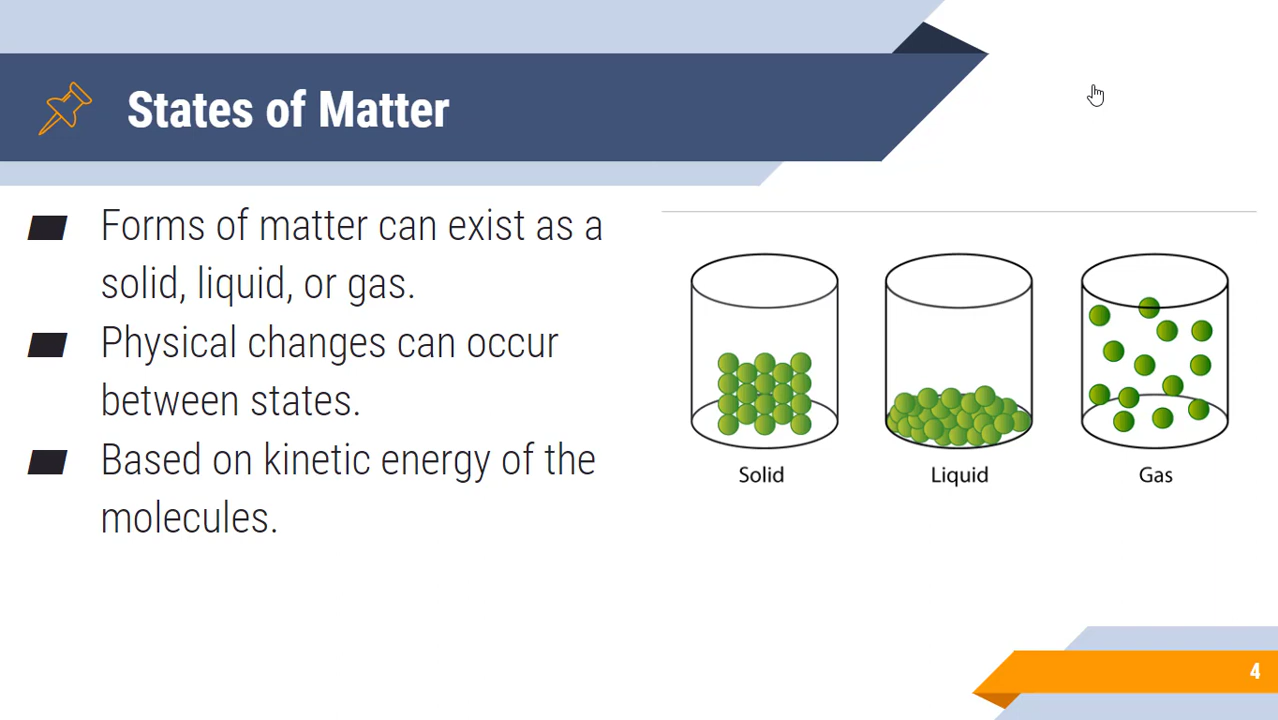 States of Matter
Forms of matter can exist as a
solid, liquid, or gas.
Physical changes can occur
between states.
Based on kinetic energy of the
molecules.
Solid
Liquid
Gas
4